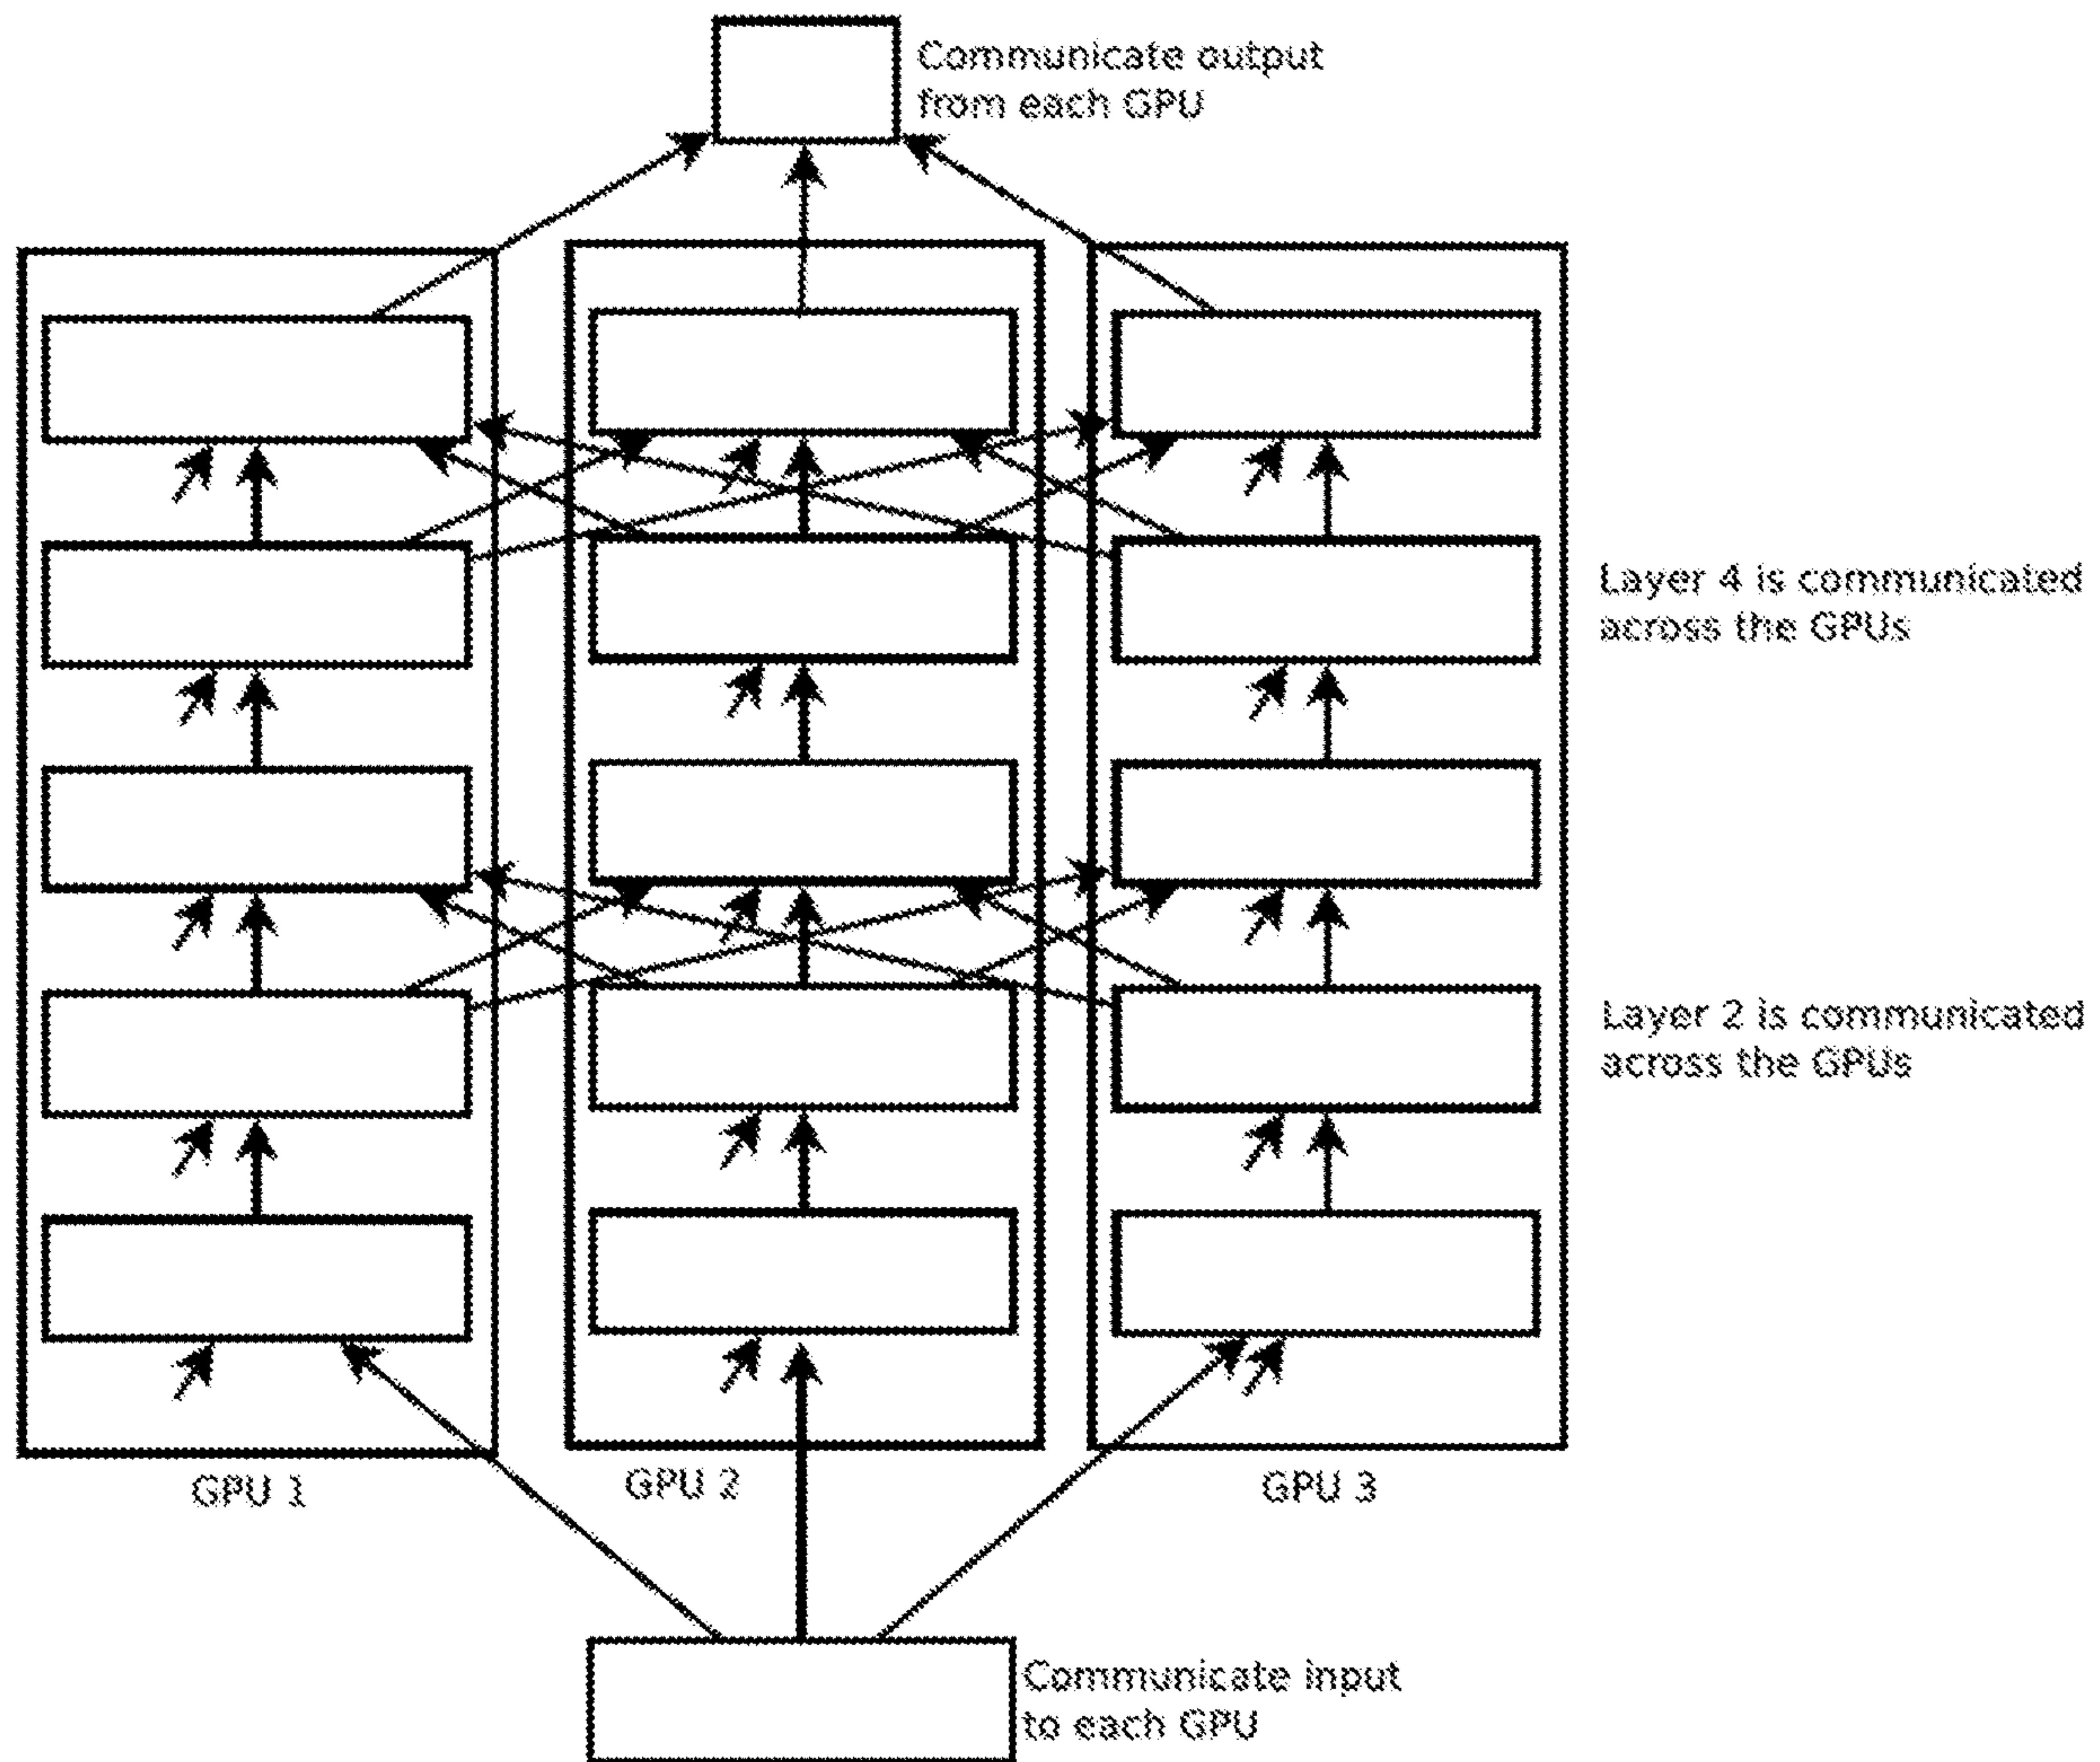 Communicate output
from each GPU
Layer 4 is communicated
across the GPUs
Layer 2 is communicated
across the GPUs
GPU 1
GPU 2
GPU 3
Communicate input
to each GPU